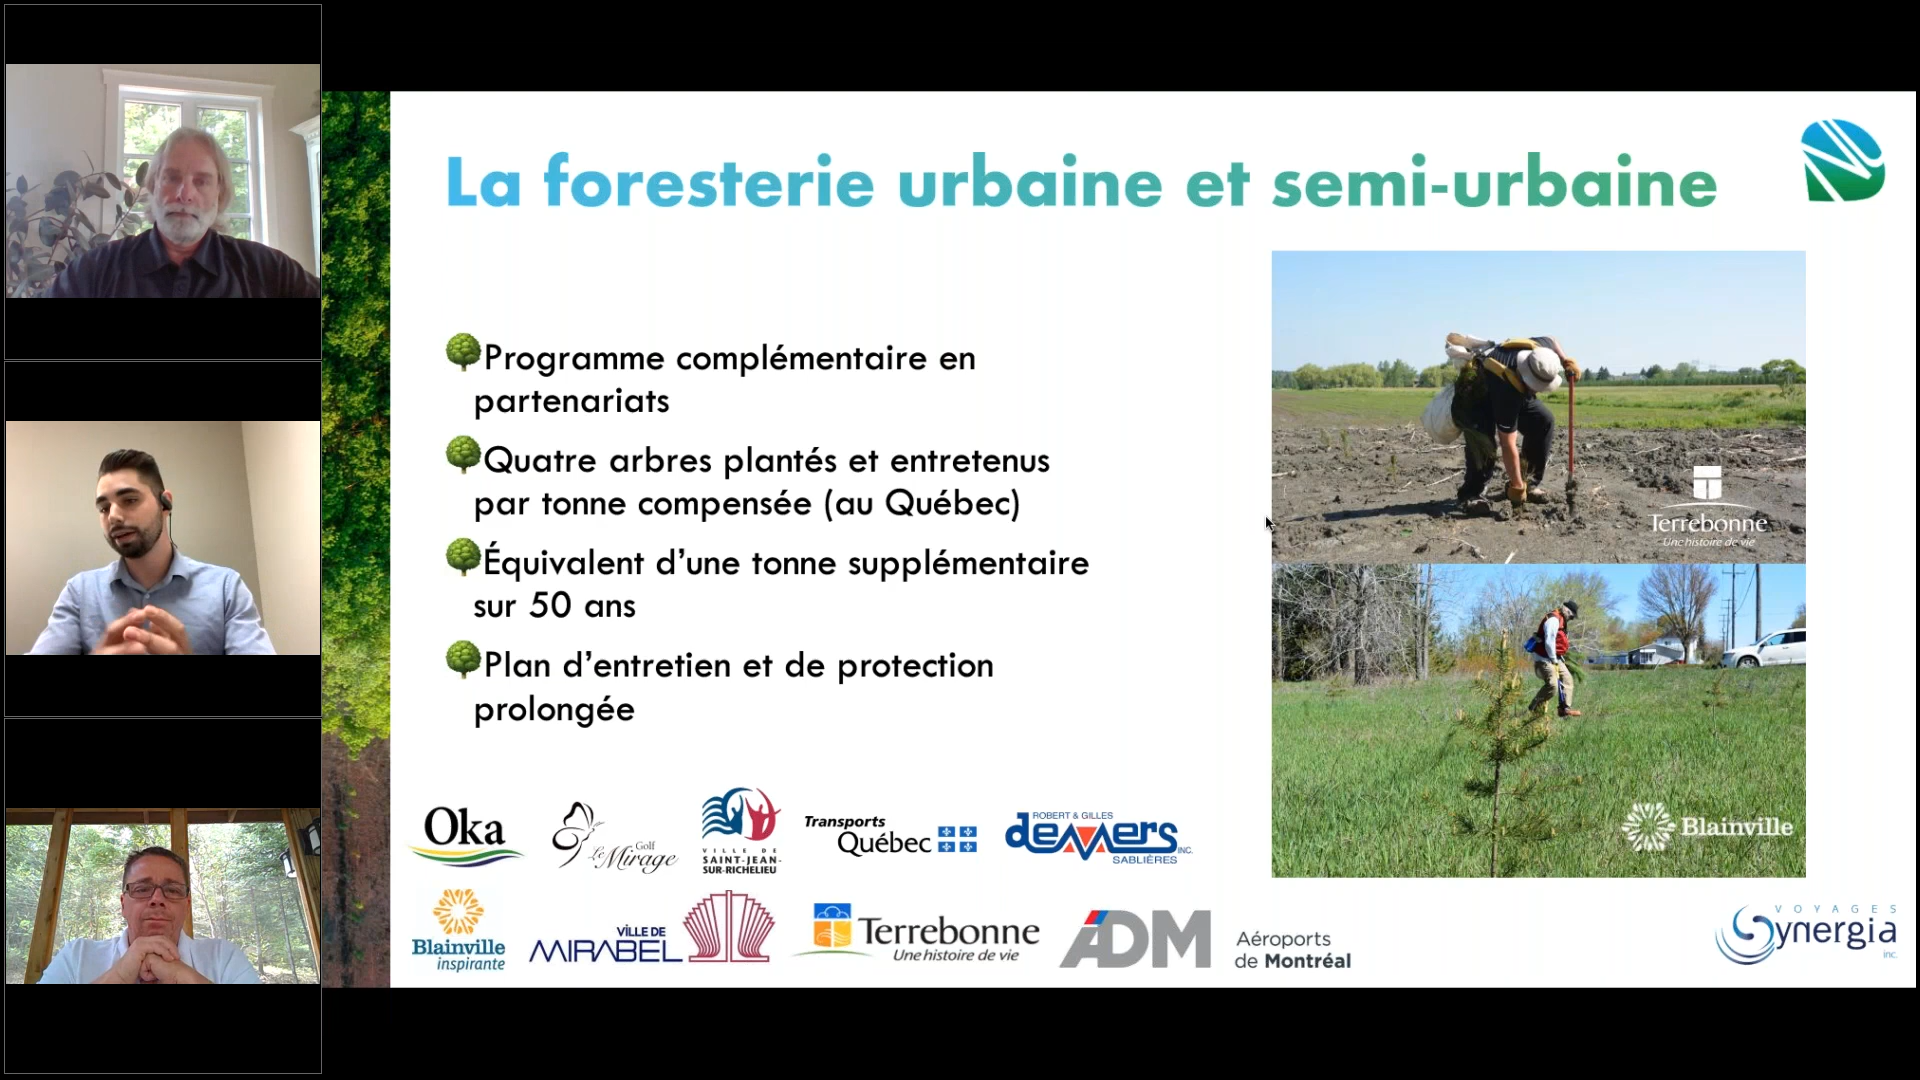 La foresterie urbaine et semi-urbaine
Programme complémentaire en
partenariats
Quatre arbres plantés et entretenus
par tonne compensée (au Québec)
Équivalent d’une tonne supplémentaire
sur 50 ans
Plan d’entretien et de protection
prolongée
Terrebonne
Une histoire de vie
Blainville
Oka
Golf
Le Mirage
VILLE DE
SAINT-JEAN-
SUR-RICHELIEU
Transports
Québec
ROBERT & GILLES
demers
INC.
SABLIÈRES
Blainville
inspirante
VILLE DE
MIRABEL
Terrebonne
Une histoire de vie
ADM
Aéroports
de Montréal
VOYAGES
Synergia
inc.